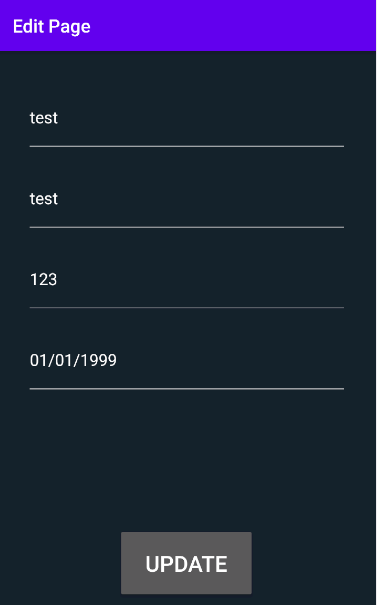 Edit Page
test
test
123
01/01/1999
UPDATE